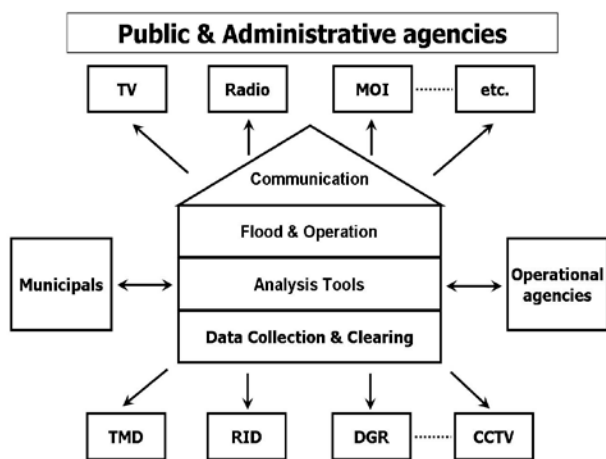 Public & Administrative agencies
TV
Radio
MOI
etc.
Communication
Flood & Operation
Municipals
Analysis Tools
Operational
agencies
Data Collection & Clearing
TMD
RID
DGR
CCTV